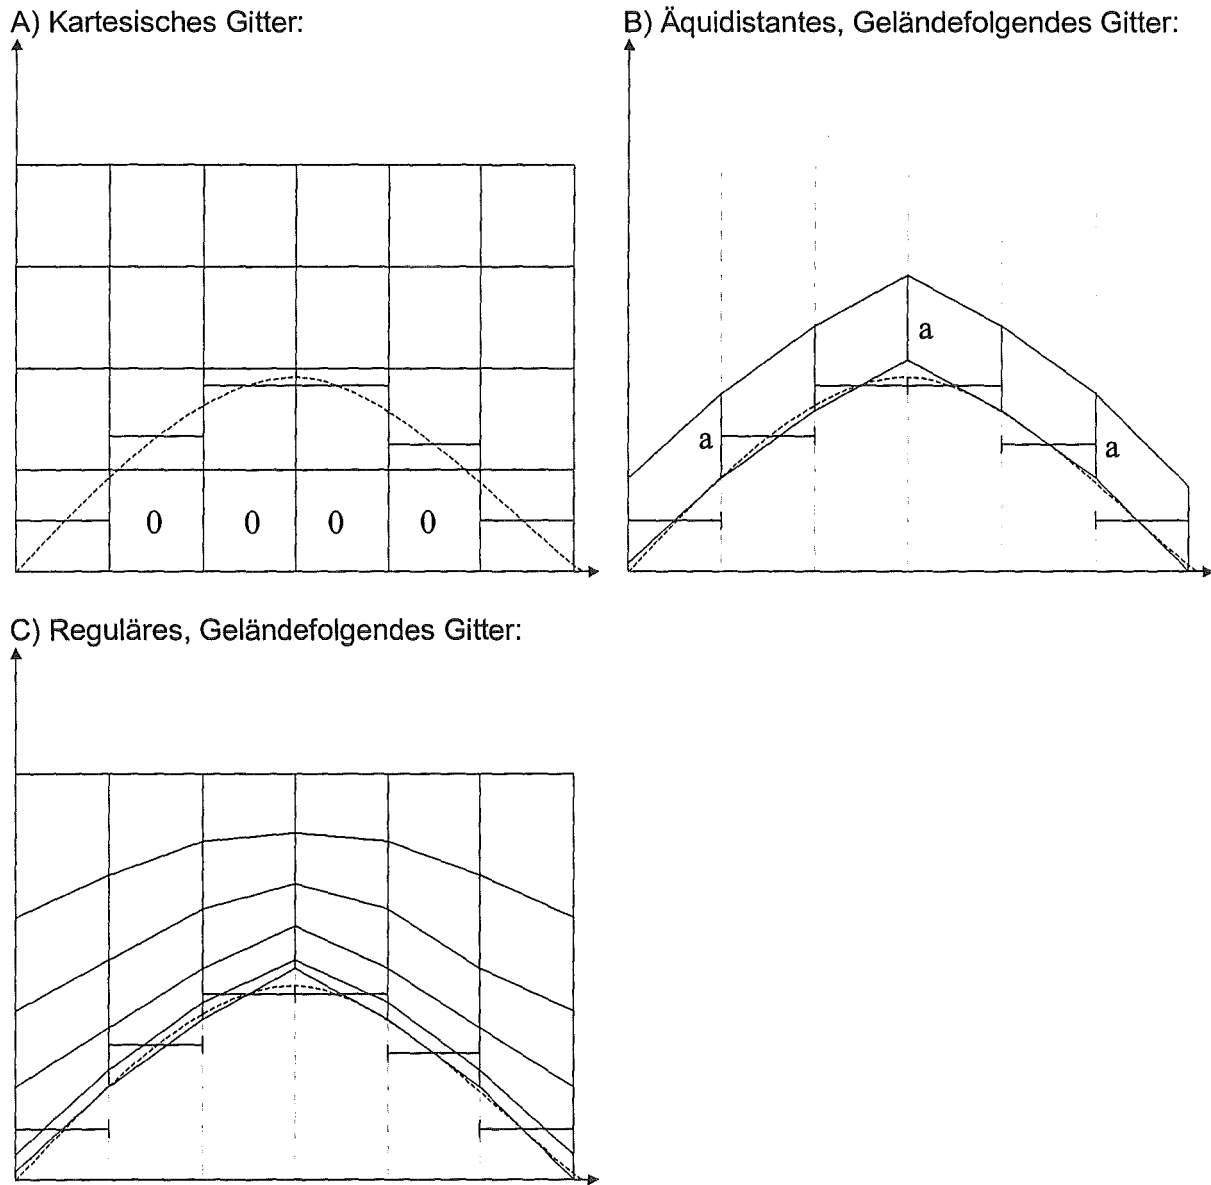 A) Kartesisches Gitter:
B) Äquidistantes, Geländefolgendes Gitter:
0 0 0 0
a
a
a
C) Reguläres, Geländefolgendes Gitter: